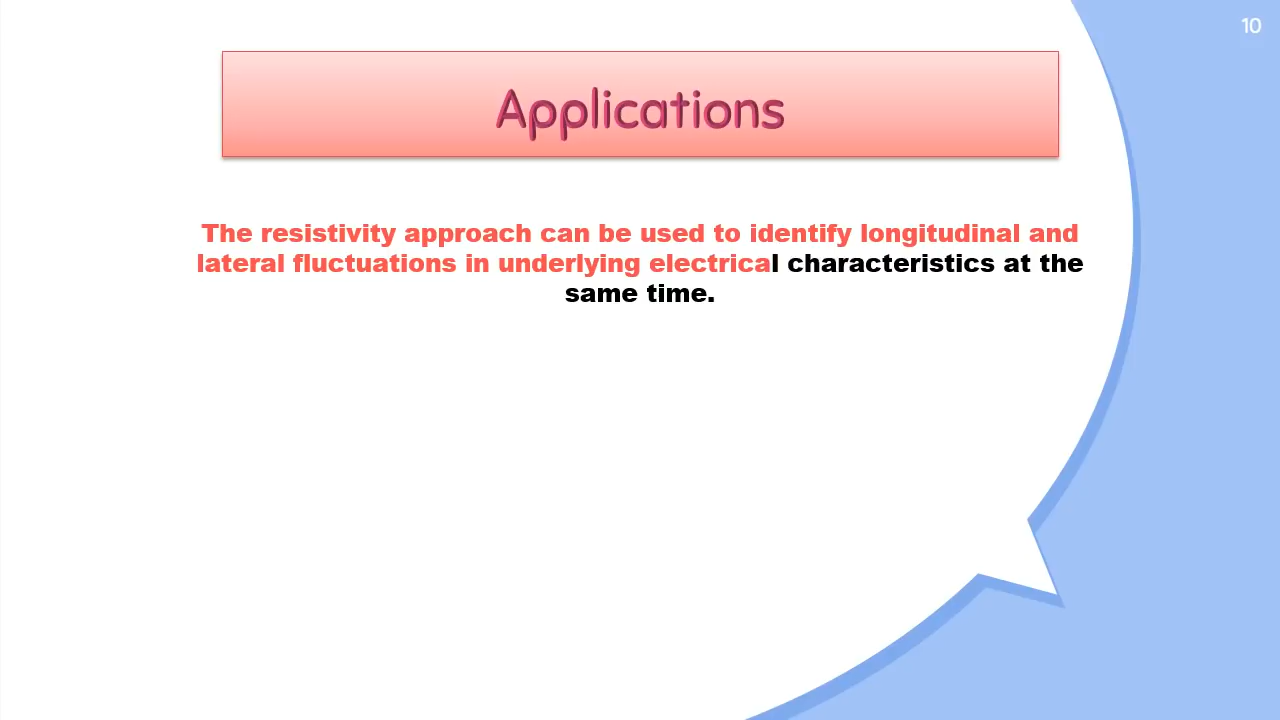 10
Applications
The resistivity approach can be used to identify longitudinal and
lateral fluctuations in underlying electrical characteristics at the
same time.